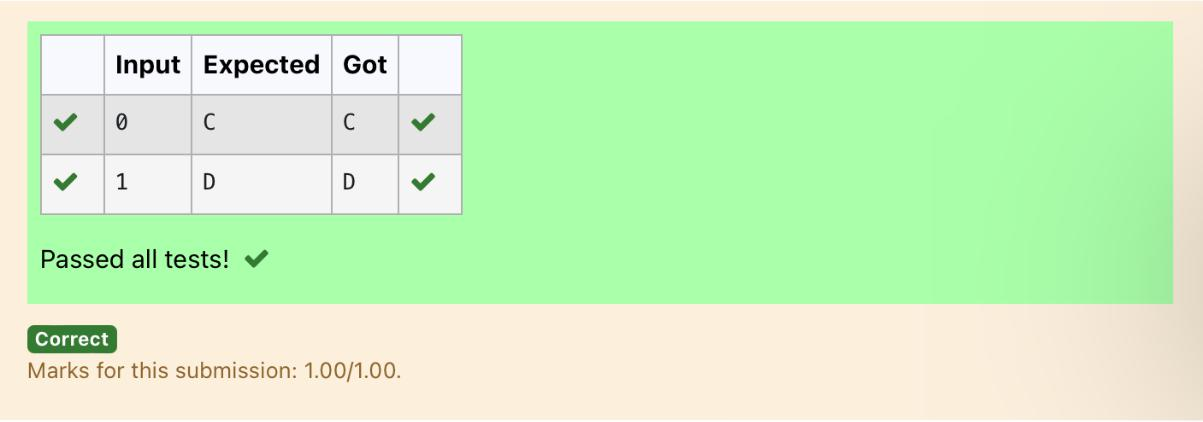 Input Expected Got
0 C C
1 D D
Passed all tests!
Correct
Marks for this submission: 1.00/1.00.